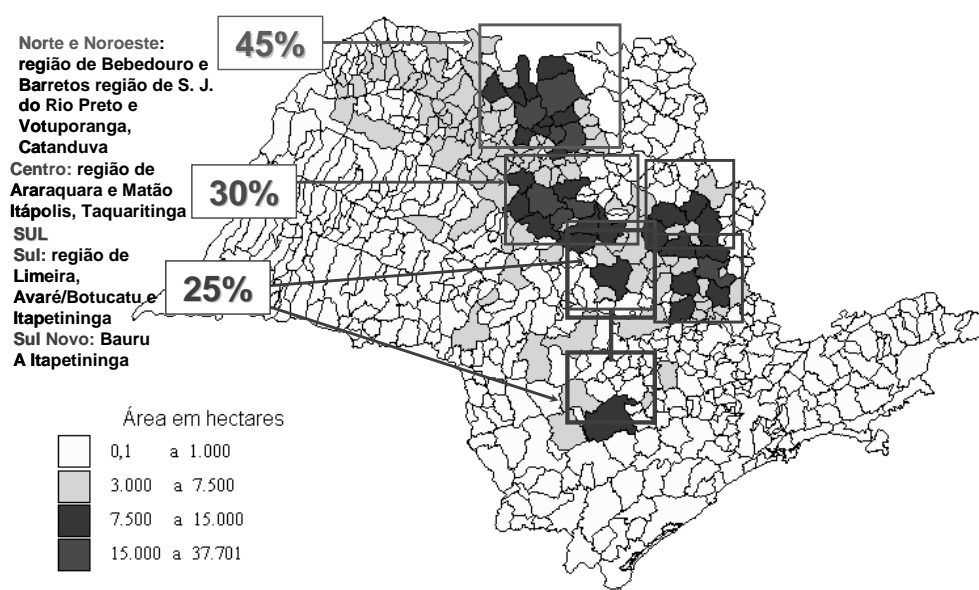 45%
Norte e Noroeste:
região de Bebedouro e
Barretos região de S. J.
do Rio Preto e
Votuporanga,
Catanduva
30%
Centro: região de
Araraquara e Matão
Itápolis, Taquaritinga
SUL
Sul: região de
Limeira,
Avaré/Botucatu e
Itapetininga
25%
Sul Novo: Bauru
A Itapetininga
Área em hectares
0,1 a 1.000
3.000 a 7.500
7.500 a 15.000
15.000 a 37.701